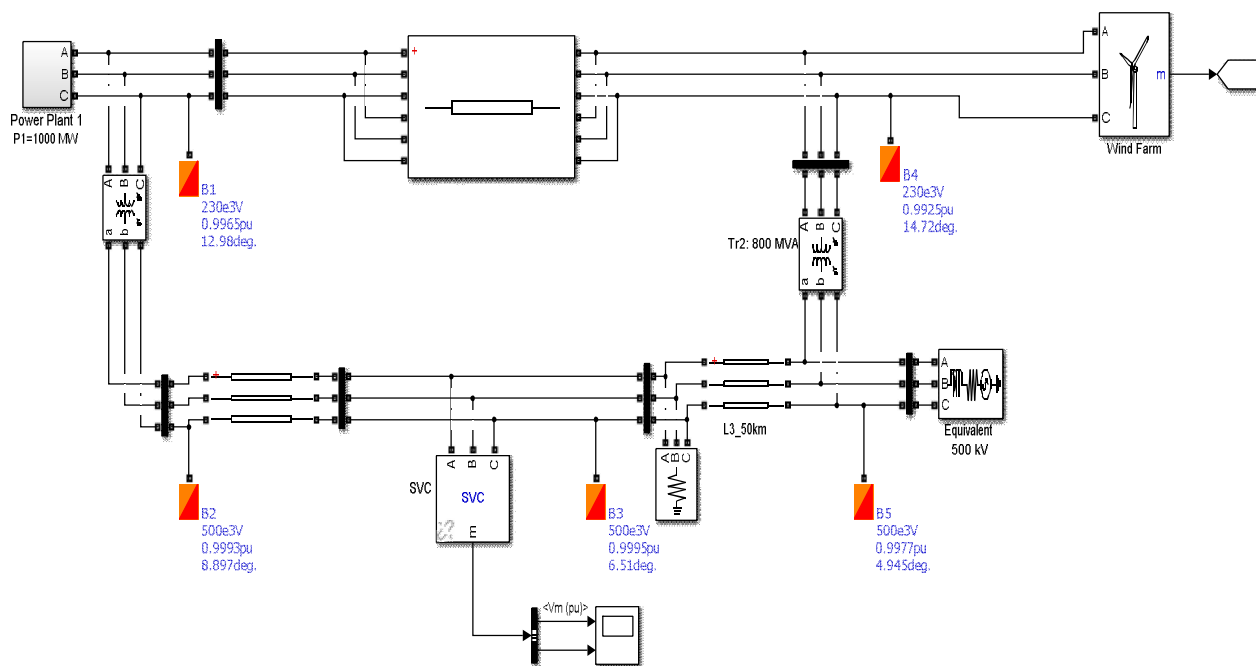 A
B
C
Power Plant 1
P1=1000 MW
+
A
B
C
m
Wind Farm
A B C
a b c
B1
230e3V
0.9965pu
12.98deg.
B4
230e3V
0.9925pu
14.72deg.
Tr2: 800 MVA
A B C
a b c
+
+
L3_50km
A
B
C
Equivalent
500 kV
A B C
SVC
SVC
m
A B C
B2
500e3V
0.9993pu
8.897deg.
B3
500e3V
0.9995pu
6.51deg.
B5
500e3V
0.9977pu
4.945deg.
<Vm (pu)>